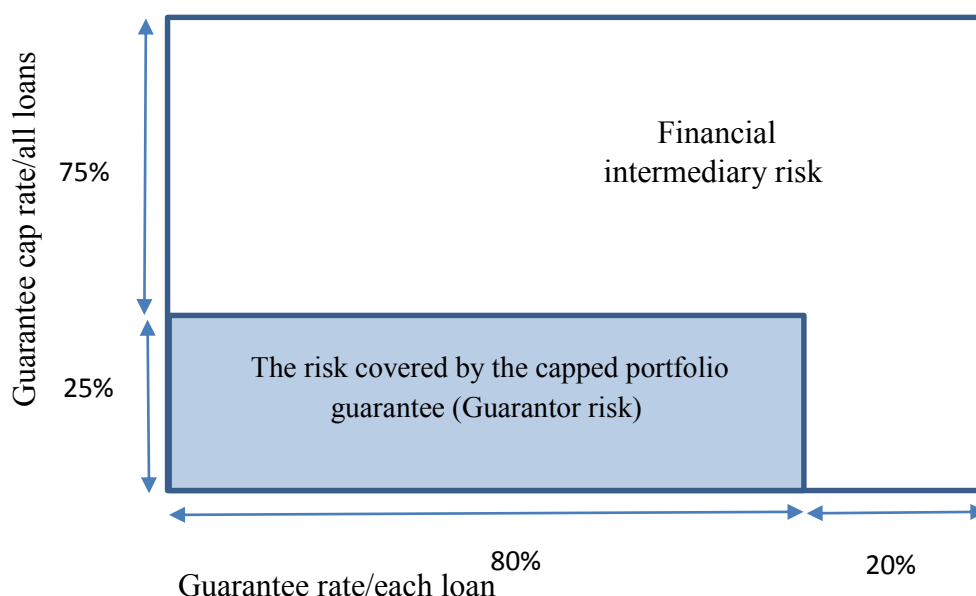 Guarantee cap rate/all loans
75%
25%
Financial
intermediary risk
The risk covered by the capped portfolio
guarantee (Guarantor risk)
80%
20%
Guarantee rate/each loan